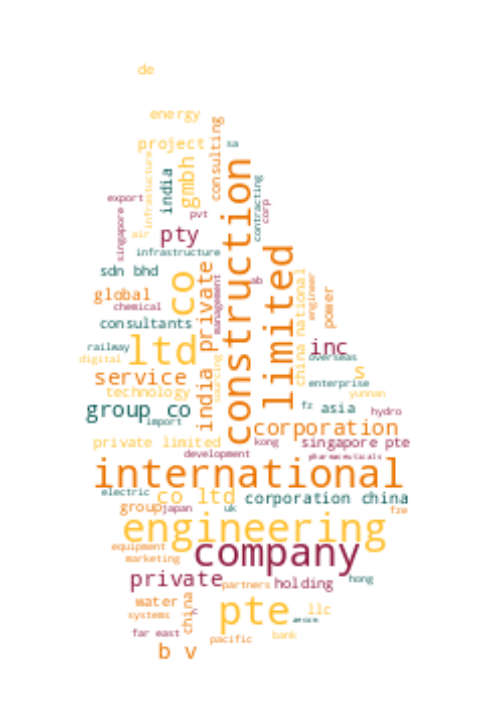 de
energy
project
consulting
sa
infrastucture
gmbh
india
contracting
construction
export
singapore
pvt
corp
air
pty
infrastructure
sdn bhd
co
india private
management
limited
ab
china national
engineer
global
chemical
power
consultants
railway
ltd
digital
inc
overseas
service
sourcing
s
enterprise
technology
yunnan
group co
import
fz
asia
hydro
corporation
private limited
kong
singapore pte
development
pharmaceuticals
international
electric
co ltd
corporation china
group
japan
uk
fze
engineering
equipment
company
marketing
private
partners
holding
hong
water
china
pte
llc
systems
aecom
far east
pacific
bank
b v